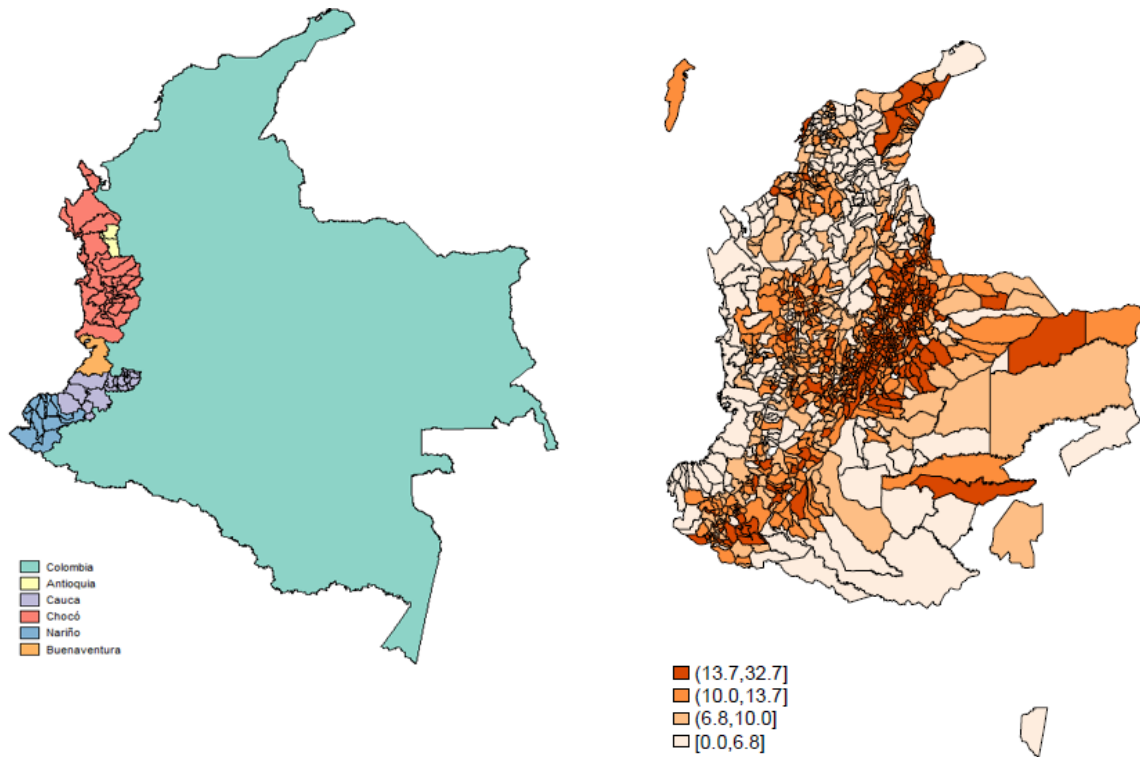 Colombia
Antioquia
Cauca
Chocó
Nariño
Buenaventura
(13.7,32.7]
(10.0,13.7]
(6.8,10.0]
[0.0,6.8]